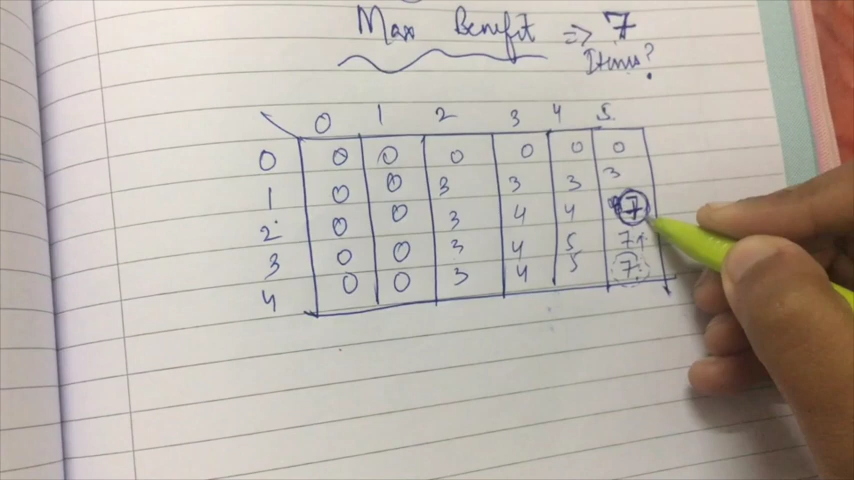 Max Benefit => 7
Items?
0 1 2 3 4 5
0 0 0 0 0 0 0
1 0 0 3 3 3 3
2 0 0 3 4 4 7
3 0 0 3 4 5 7
4 0 0 3 4 5 7